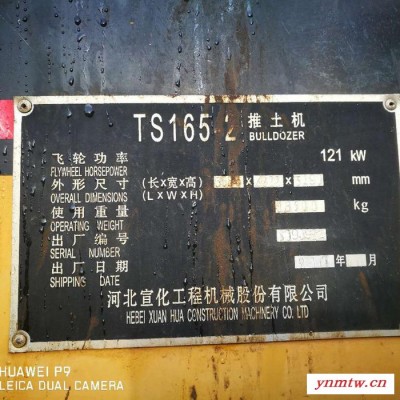 TS165-2 推土机
BULLDOZER
飞轮功率 121 kW
FLYWHEEL HORSEPOWER
外形尺寸 (长x宽x高) mm
OVERALL DIMENSIONS (LxWxH)
使用重量 kg
OPERATING WEIGHT
出厂编号
SERIAL NUMBER
出厂日期 年 月
SHIPPING DATE
河北宣化工程机械股份有限公司
HEBEI XUAN HUA CONSTRUCTION MACHINERY CO. LTD
HUAWEI P9
LEICA DUAL CAMERA
ynmtw.cn